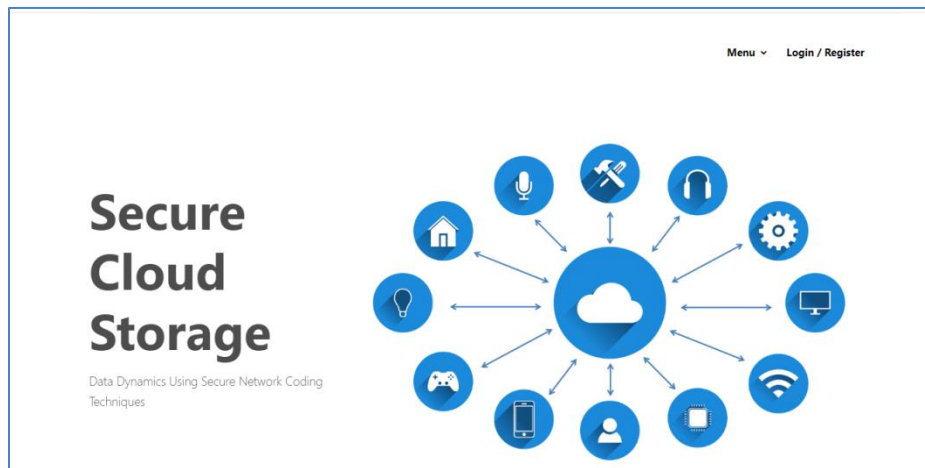 Menu Login / Register
Secure
Cloud
Storage
Data Dynamics Using Secure Network Coding
Techniques